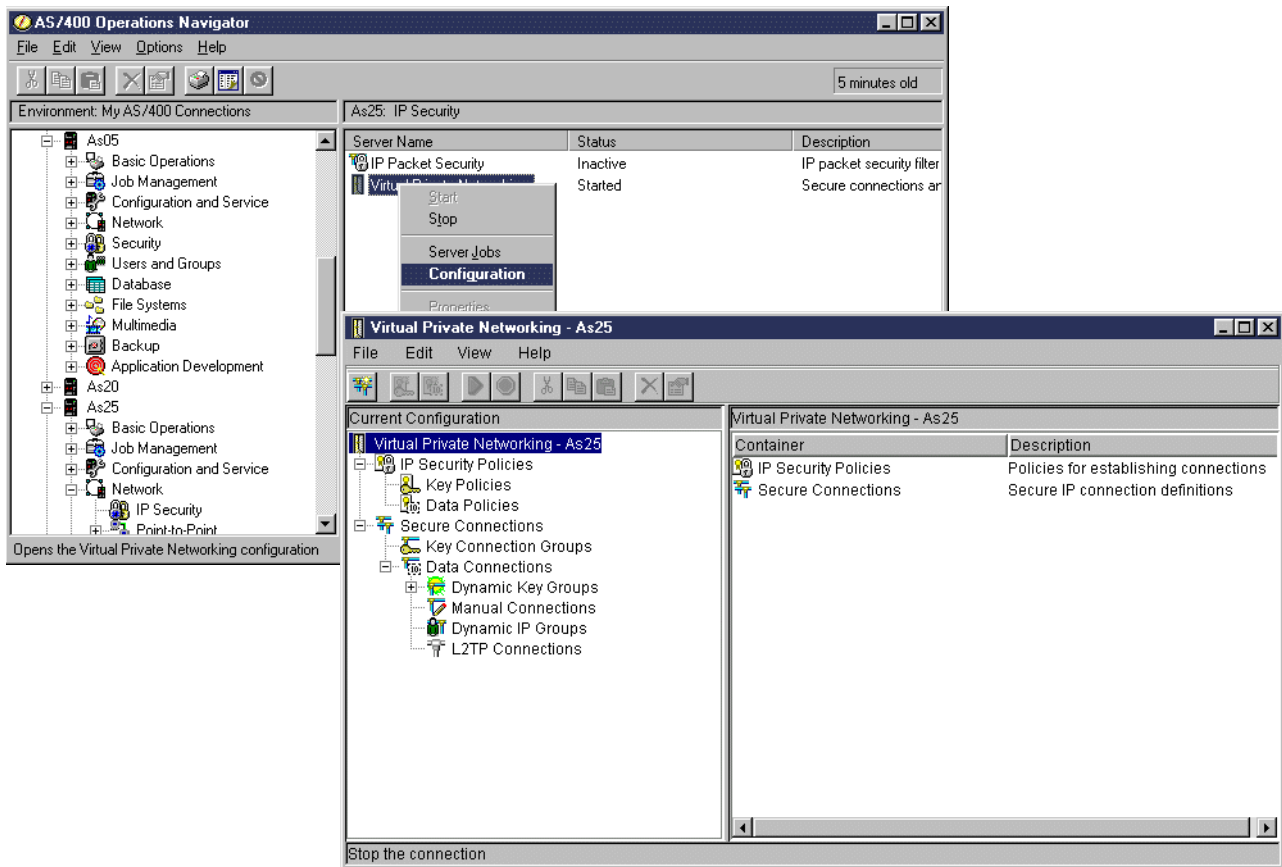 AS/400 Operations Navigator
File Edit View Options Help
5 minutes old
Environment: My AS/400 Connections
As25: IP Security
As05
Basic Operations
Job Management
Configuration and Service
Network
Security
Users and Groups
Database
File Systems
Multimedia
Backup
Application Development
As20
As25
Basic Operations
Job Management
Configuration and Service
Network
IP Security
Point-to-Point
Opens the Virtual Private Networking configuration
Server Name Status Description
IP Packet Security Inactive IP packet security filter
Virtual Private Networking Started Secure connections an
Start
Stop
Server Jobs
Configuration
Properties
Virtual Private Networking - As25
File Edit View Help
Current Configuration
Virtual Private Networking - As25
IP Security Policies
Key Policies
Data Policies
Secure Connections
Key Connection Groups
Data Connections
Dynamic Key Groups
Manual Connections
Dynamic IP Groups
L2TP Connections
Virtual Private Networking - As25
Container Description
IP Security Policies Policies for establishing connections
Secure Connections Secure IP connection definitions
Stop the connection